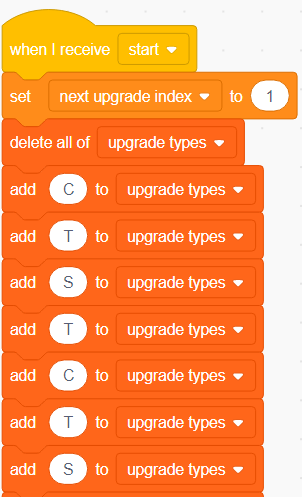 when I receive start
set next upgrade index to 1
delete all of upgrade types
add C to upgrade types
add T to upgrade types
add S to upgrade types
add T to upgrade types
add C to upgrade types
add T to upgrade types
add S to upgrade types